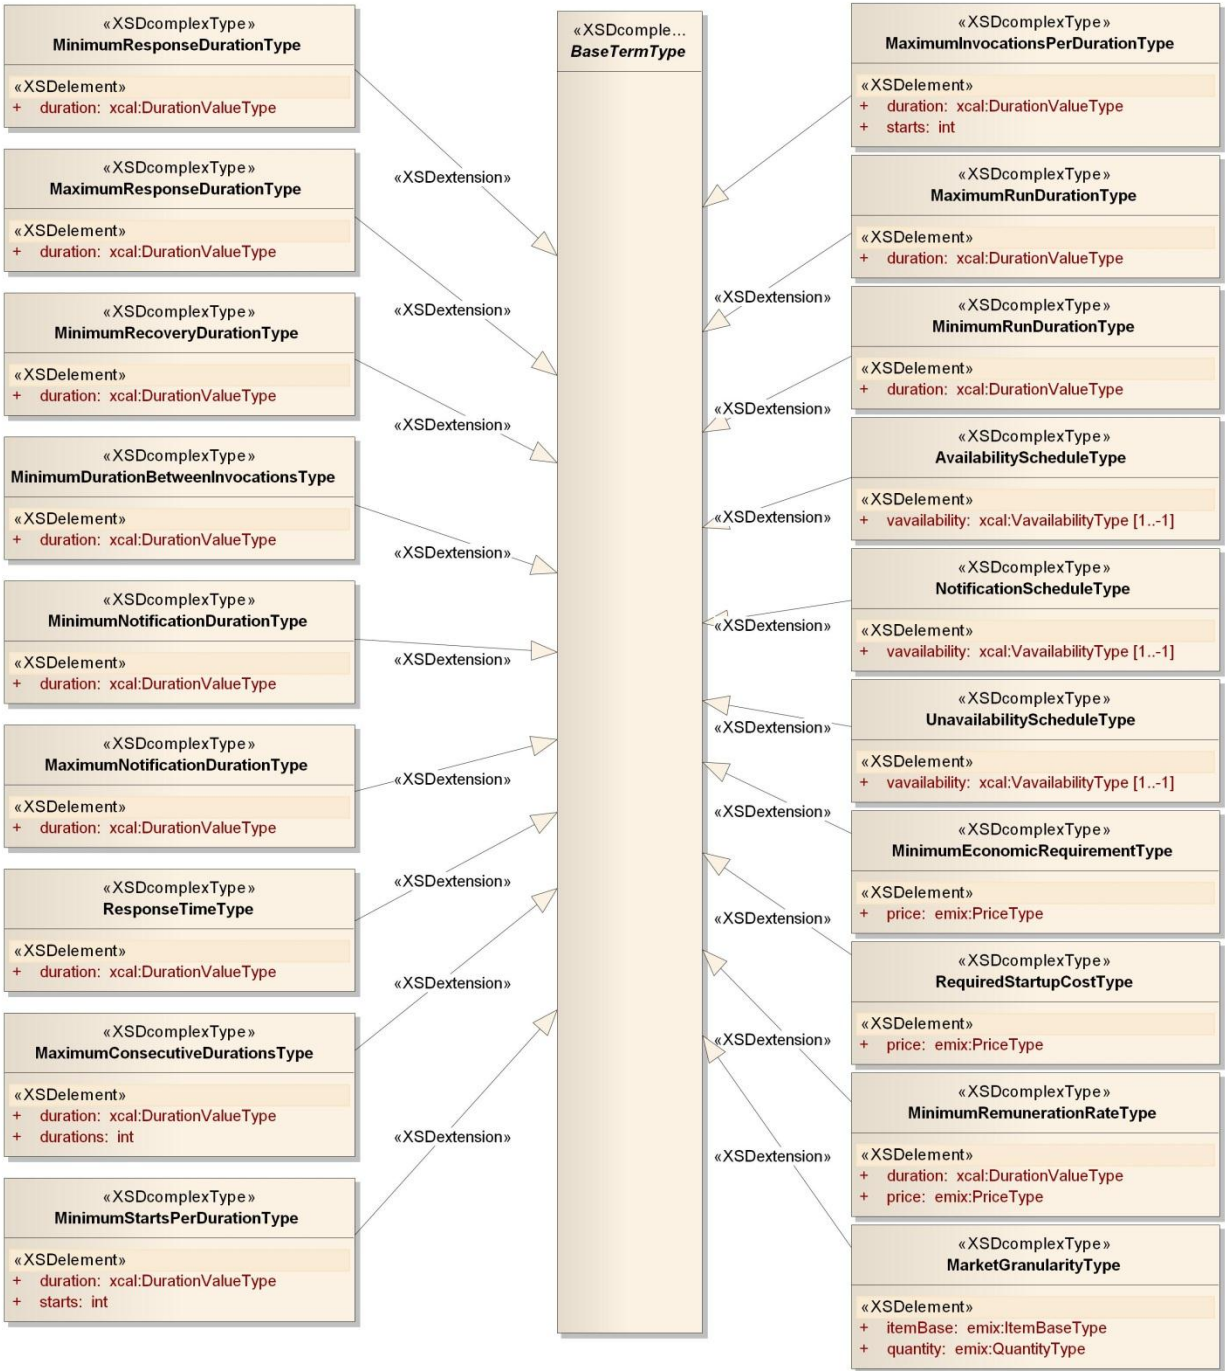 «XSDcomplexType»
MinimumResponseDurationType
«XSDelement»
+ duration: xcal:DurationValueType
«XSDcomplexType»
MaximumResponseDurationType
«XSDelement»
+ duration: xcal:DurationValueType
«XSDcomplexType»
MinimumRecoveryDurationType
«XSDelement»
+ duration: xcal:DurationValueType
«XSDcomplexType»
MinimumDurationBetweenInvocationsType
«XSDelement»
+ duration: xcal:DurationValueType
«XSDcomplexType»
MinimumNotificationDurationType
«XSDelement»
+ duration: xcal:DurationValueType
«XSDcomplexType»
MaximumNotificationDurationType
«XSDelement»
+ duration: xcal:DurationValueType
«XSDcomplexType»
ResponseTimeType
«XSDelement»
+ duration: xcal:DurationValueType
«XSDcomplexType»
MaximumConsecutiveDurationsType
«XSDelement»
+ duration: xcal:DurationValueType
+ durations: int
«XSDcomplexType»
MinimumStartsPerDurationType
«XSDelement»
+ duration: xcal:DurationValueType
+ starts: int
«XSDextension»
«XSDextension»
«XSDextension»
«XSDextension»
«XSDextension»
«XSDextension»
«XSDextension»
«XSDextension»
«XSDextension»
«XSDcomple...
BaseTermType
«XSDextension»
«XSDextension»
«XSDextension»
«XSDextension»
«XSDextension»
«XSDextension»
«XSDextension»
«XSDextension»
«XSDextension»
«XSDcomplexType»
MaximumInvocationsPerDurationType
«XSDelement»
+ duration: xcal:DurationValueType
+ starts: int
«XSDcomplexType»
MaximumRunDurationType
«XSDelement»
+ duration: xcal:DurationValueType
«XSDcomplexType»
MinimumRunDurationType
«XSDelement»
+ duration: xcal:DurationValueType
«XSDcomplexType»
AvailabilityScheduleType
«XSDelement»
+ vavailability: xcal:VavailabilityType [1..-1]
«XSDcomplexType»
NotificationScheduleType
«XSDelement»
+ vavailability: xcal:VavailabilityType [1..-1]
«XSDcomplexType»
UnavailabilityScheduleType
«XSDelement»
+ vavailability: xcal:VavailabilityType [1..-1]
«XSDcomplexType»
MinimumEconomicRequirementType
«XSDelement»
+ price: emix:PriceType
«XSDcomplexType»
RequiredStartupCostType
«XSDelement»
+ price: emix:PriceType
«XSDcomplexType»
MinimumRemunerationRateType
«XSDelement»
+ duration: xcal:DurationValueType
+ price: emix:PriceType
«XSDcomplexType»
MarketGranularityType
«XSDelement»
+ itemBase: emix:ItemBaseType
+ quantity: emix:QuantityType